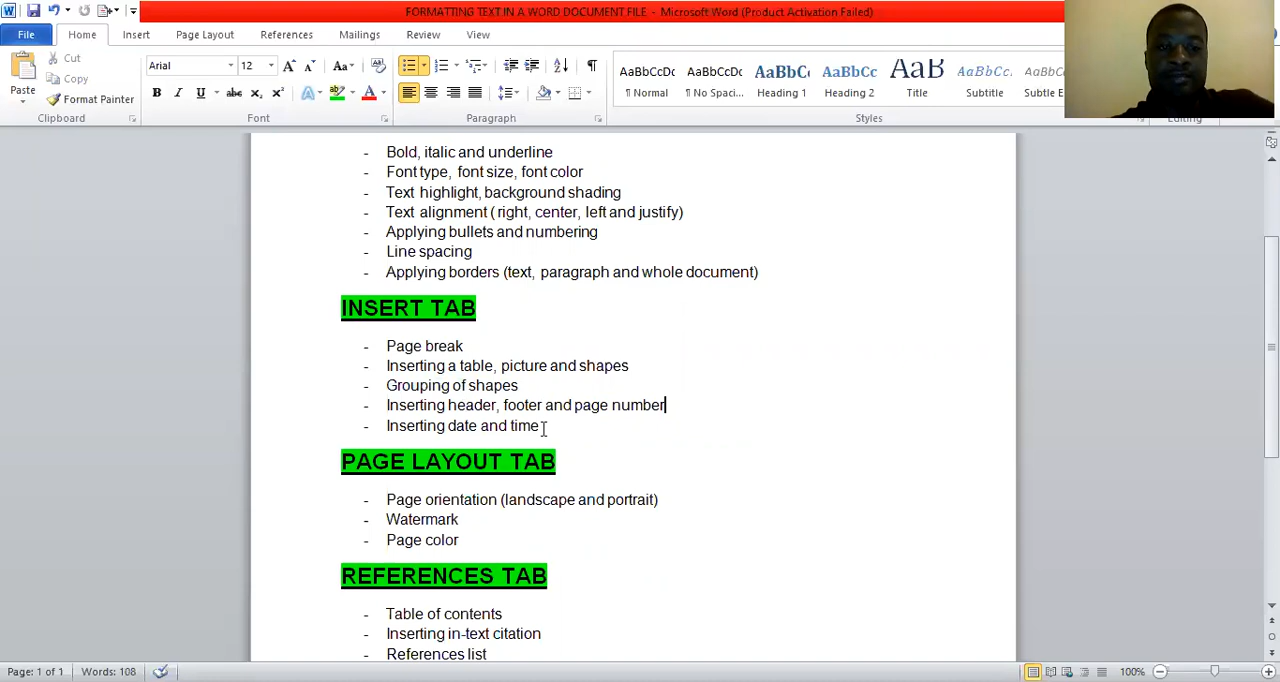 FORMATTING TEXT IN A WORD DOCUMENT.FILE - Microsoft Word (Product Activation Failed)
File Home Insert Page Layout References Mailings Review View
Cut
Copy
Format Painter
Paste
Clipboard
Arial 12
B I U abc
Font
Paragraph
AaBbCcDc AaBbCcDc AaBbC AaBbCc AaB AaBbCc. AaBbCc
¶ Normal ¶ No Spaci... Heading 1 Heading 2 Title Subtitle Subtle E
Styles
Editing
- Bold, italic and underline
- Font type, font size, font color
- Text highlight, background shading
- Text alignment ( right, center, left and justify)
- Applying bullets and numbering
- Line spacing
- Applying borders (text, paragraph and whole document)
INSERT TAB
- Page break
- Inserting a table, picture and shapes
- Grouping of shapes
- Inserting header, footer and page number
- Inserting date and time
PAGE LAYOUT TAB
- Page orientation (landscape and portrait)
- Watermark
- Page color
REFERENCES TAB
- Table of contents
- Inserting in-text citation
- References list
Page: 1 of 1 Words: 108 100%